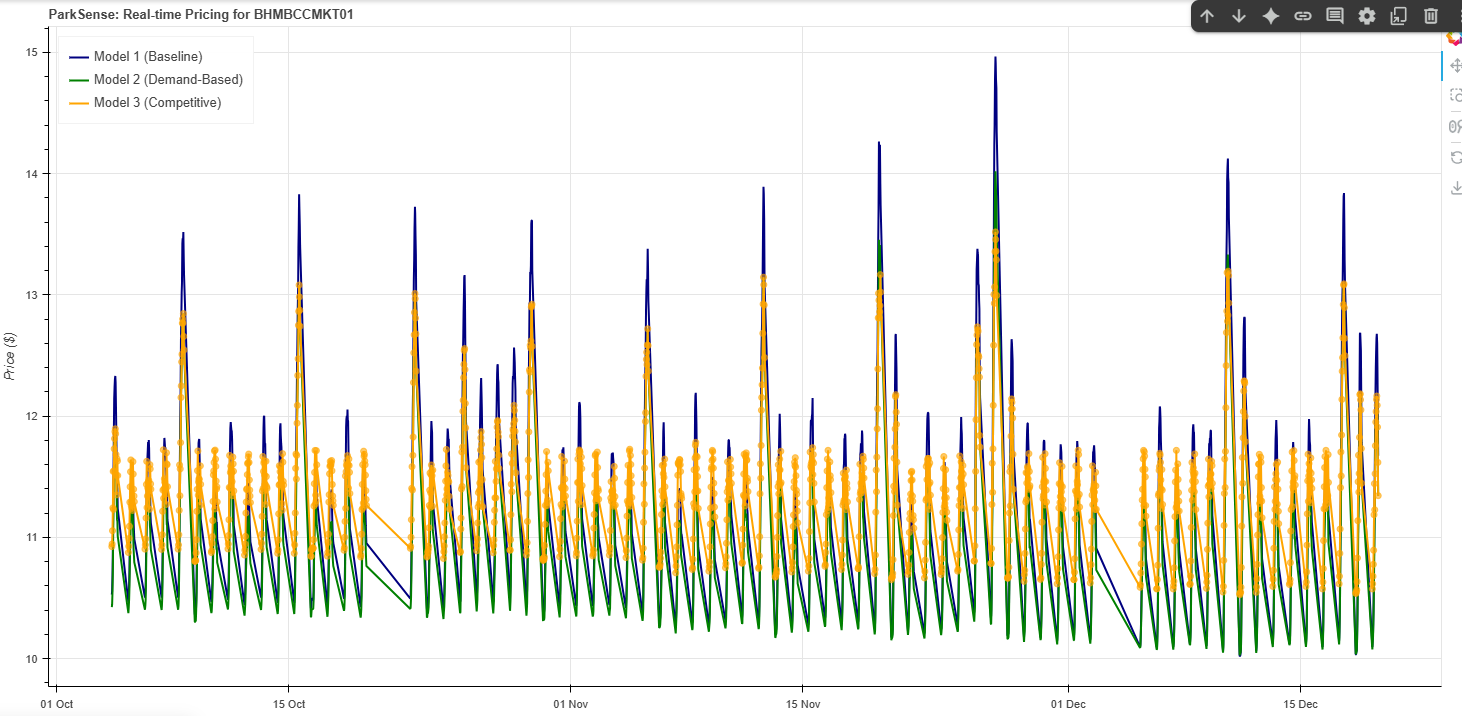 ParkSense: Real-time Pricing for BHMBCCMKT01
Model 1 (Baseline)
Model 2 (Demand-Based)
Model 3 (Competitive)
Price ($)
15
14
13
12
11
10
01 Oct
15 Oct
01 Nov
15 Nov
01 Dec
15 Dec